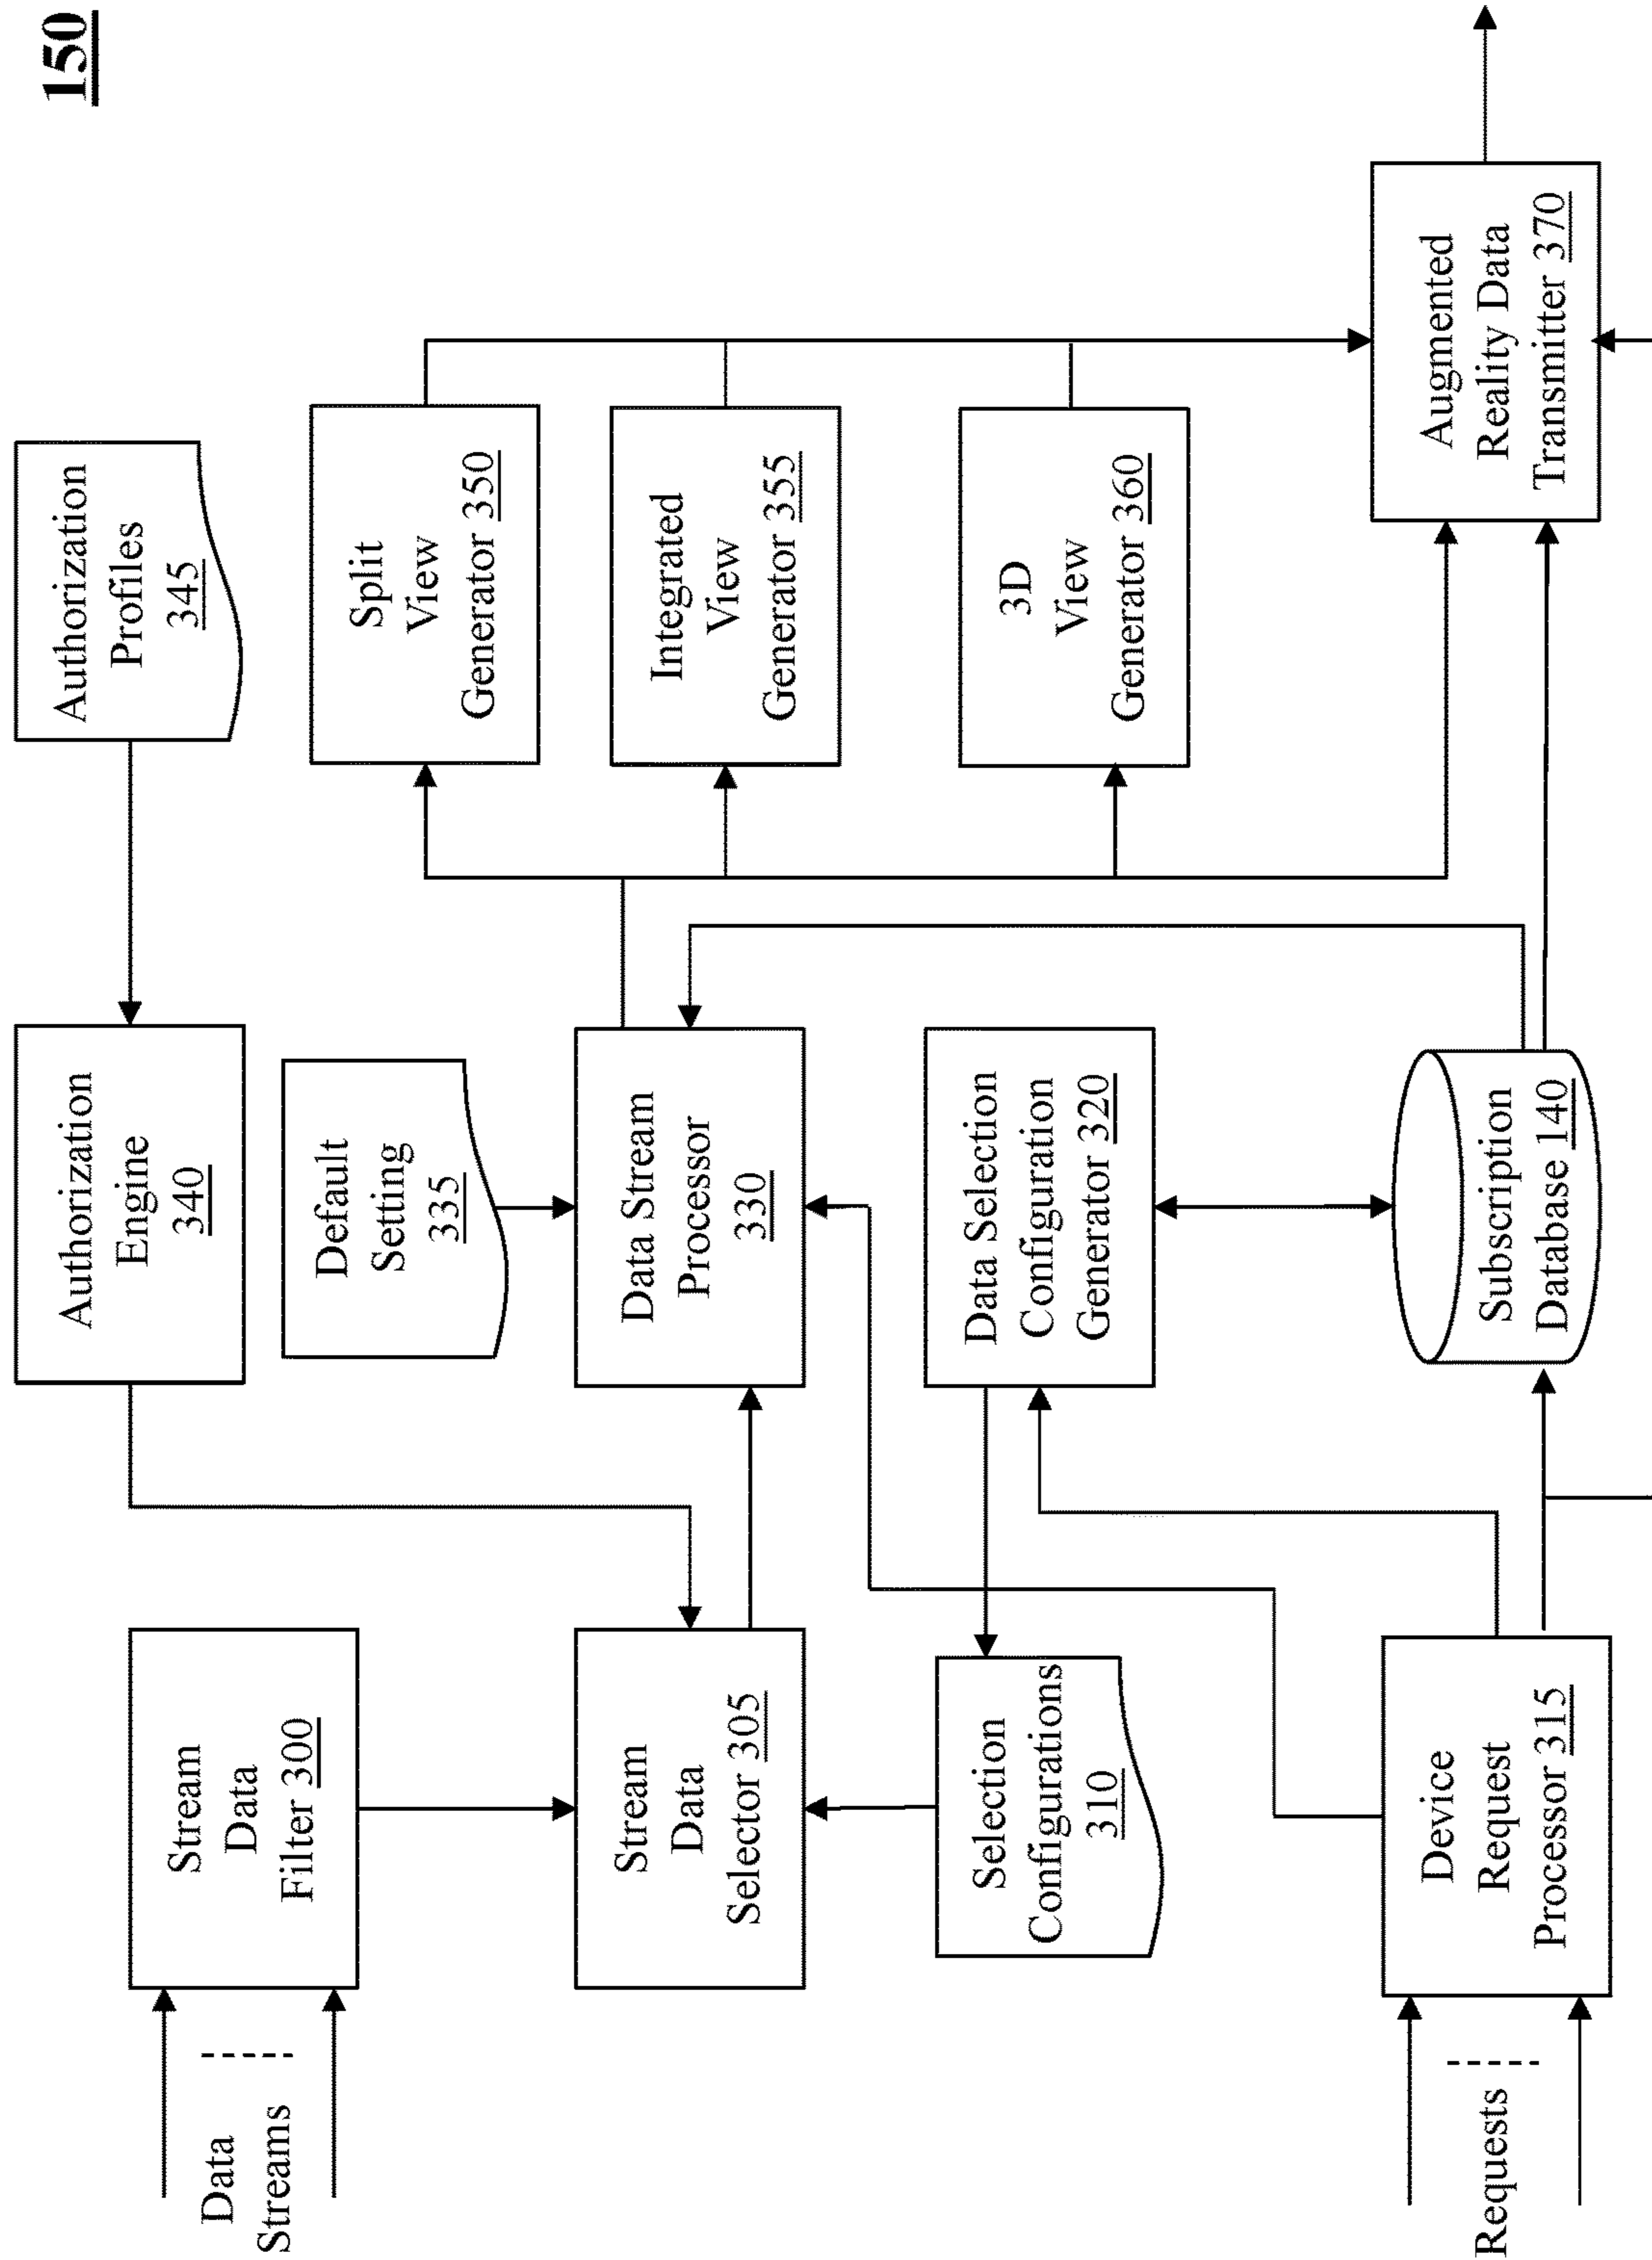 150
Data
Streams
Stream
Data
Filter 300
Authorization
Engine
340
Authorization
Profiles
345
Default
Setting
335
Stream
Data
Selector 305
Data Stream
Processor
330
Split
View
Generator 350
Integrated
View
Generator 355
Selection
Configurations
310
Data Selection
Configuration
Generator 320
3D
View
Generator 360
Requests
Device
Request
Processor 315
Subscription
Database 140
Augmented
Reality Data
Transmitter 370